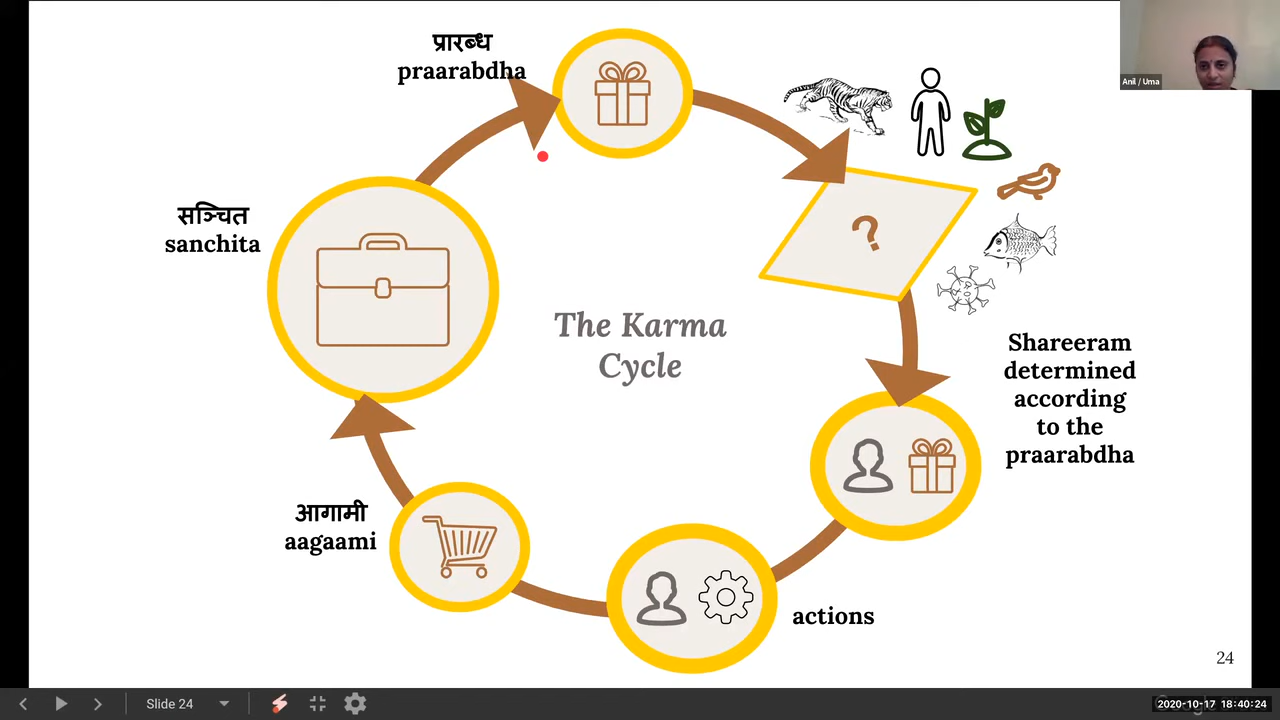 प्रारब्ध
praarabdha
Anil / Uma
सञ्चित
sanchita
?
The Karma
Cycle
Shareeram
determined
according
to the
praarabdha
आगामी
aagaami
actions
24
Slide 24
2020-10-17 18:40:24